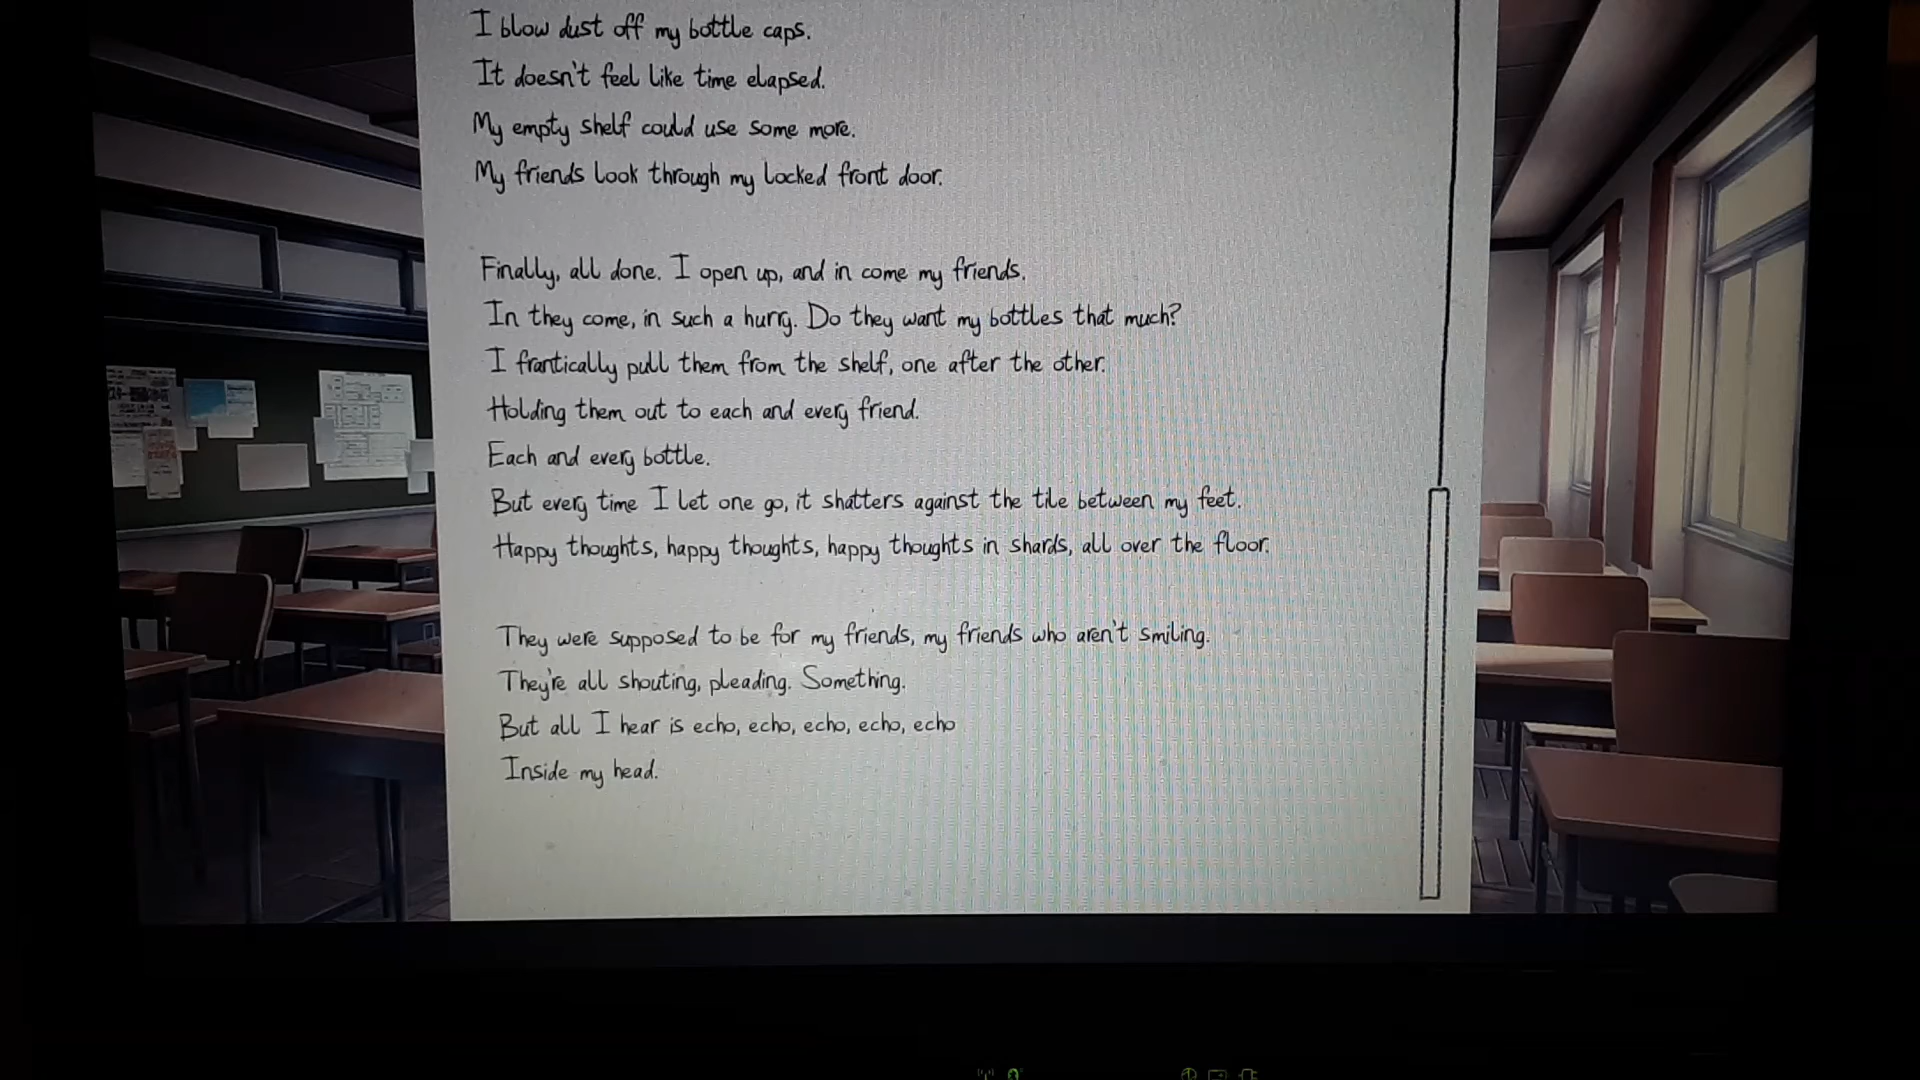 I blow dust off my bottle caps.
It doesn't feel like time elapsed.
My empty shelf could use some more.
My friends look through my locked front door.
Finally, all done. I open up, and in come my friends.
In they come, in such a hurry. Do they want my bottles that much?
I frantically pull them from the shelf, one after the other.
Holding them out to each and every friend.
Each and every bottle.
But every time I let one go, it shatters against the tile between my feet.
Happy thoughts, happy thoughts, happy thoughts in shards, all over the floor.
They were supposed to be for my friends, my friends who aren't smiling.
They're all shouting, pleading. Something.
But all I hear is echo, echo, echo, echo, echo
Inside my head.